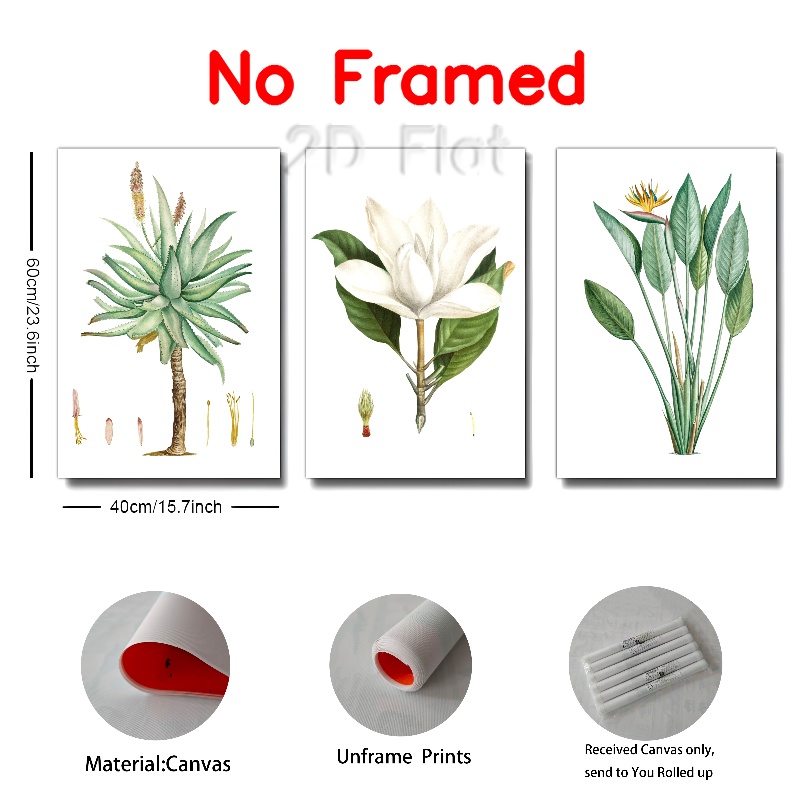 No Framed
2D Flat
60cm/23.6inch
40cm/15.7inch
Material:Canvas
Unframe Prints
Received Canvas only,
send to You Rolled up